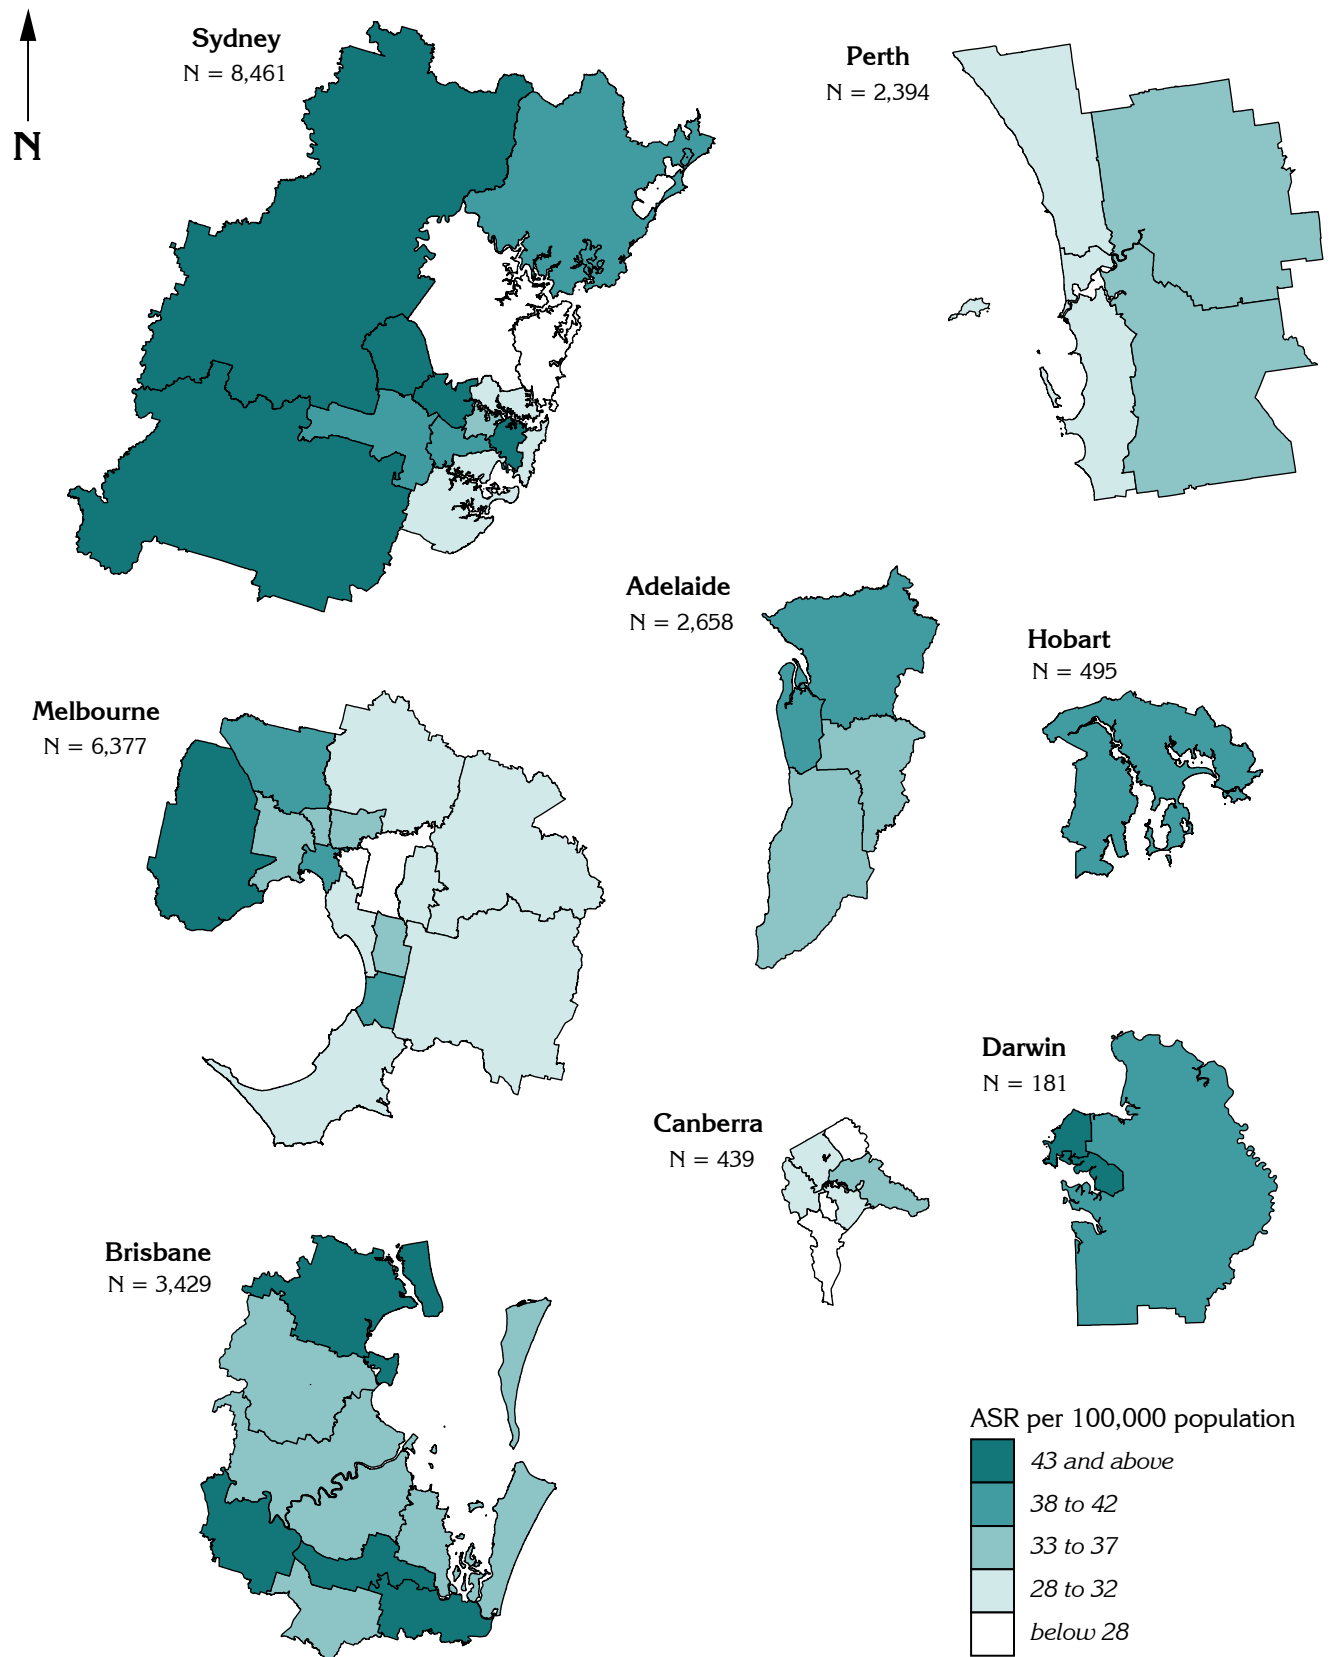 Sydney
N = 8,461
Perth
N = 2,394
N
Adelaide
N = 2,658
Hobart
N = 495
Melbourne
N = 6,377
Darwin
N = 181
Canberra
N = 439
Brisbane
N = 3,429
ASR per 100,000 population
43 and above
38 to 42
33 to 37
28 to 32
below 28